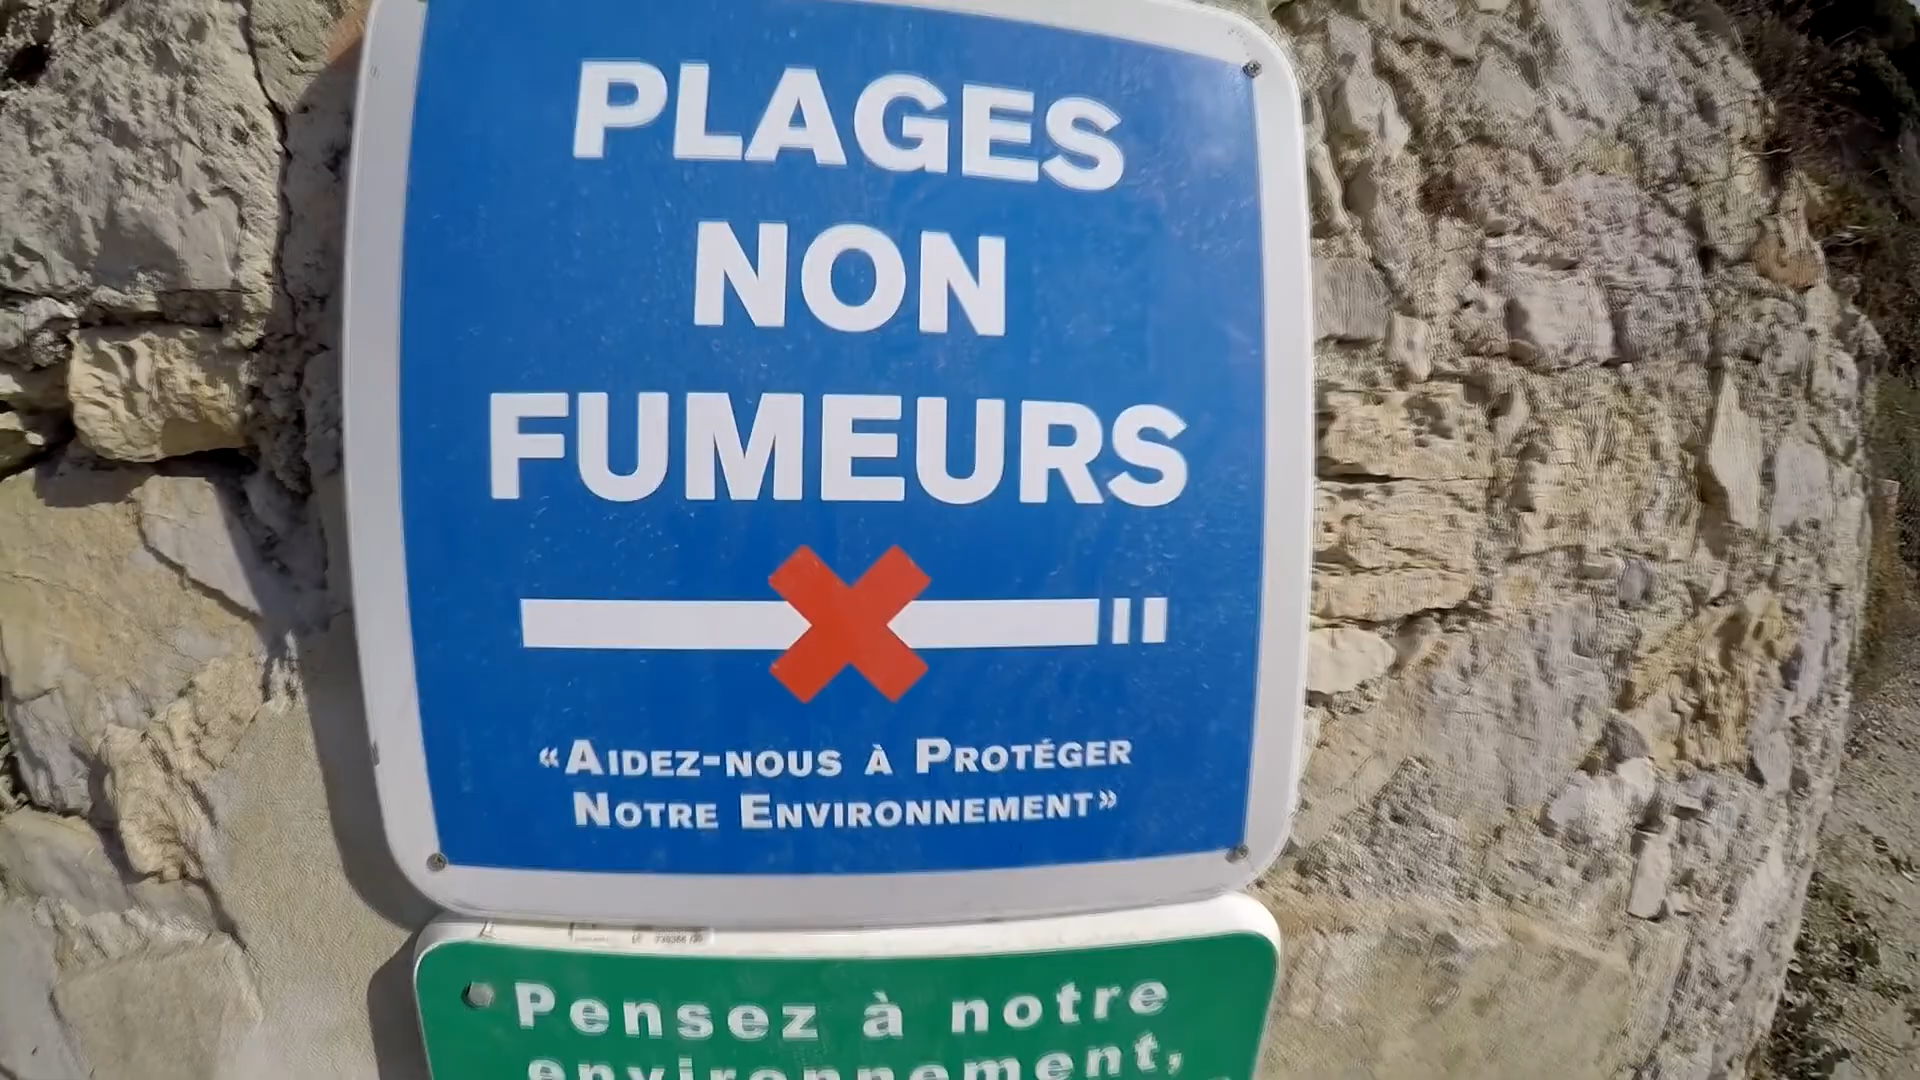 PLAGES
NON
FUMEURS
«AIDEZ-NOUS À PROTÉGER
NOTRE ENVIRONNEMENT»
Pensez à notre
environnement,